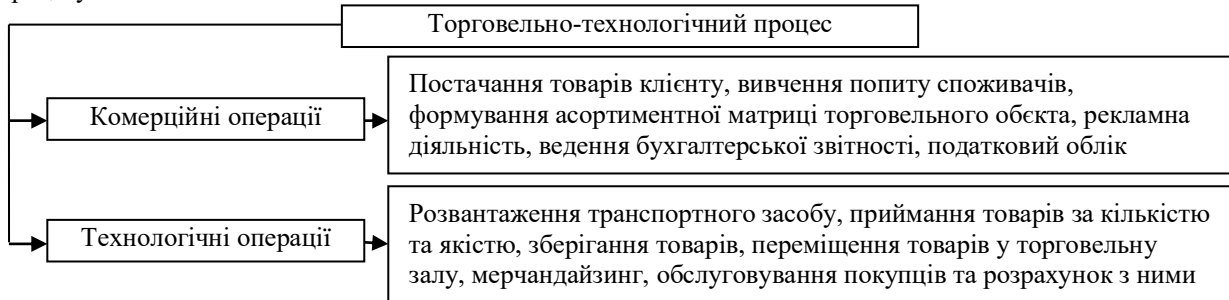 Торговельно-технологічний процес
Комерційні операції
Постачання товарів клієнту, вивчення попиту споживачів,
формування асортиментної матриці торговельного обєкта, рекламна
діяльність, ведення бухгалтерської звітності, податковий облік
Технологічні операції
Розвантаження транспортного засобу, приймання товарів за кількістю
та якістю, зберігання товарів, переміщення товарів у торговельну
залу, мерчандайзинг, обслуговування покупців та розрахунок з ними